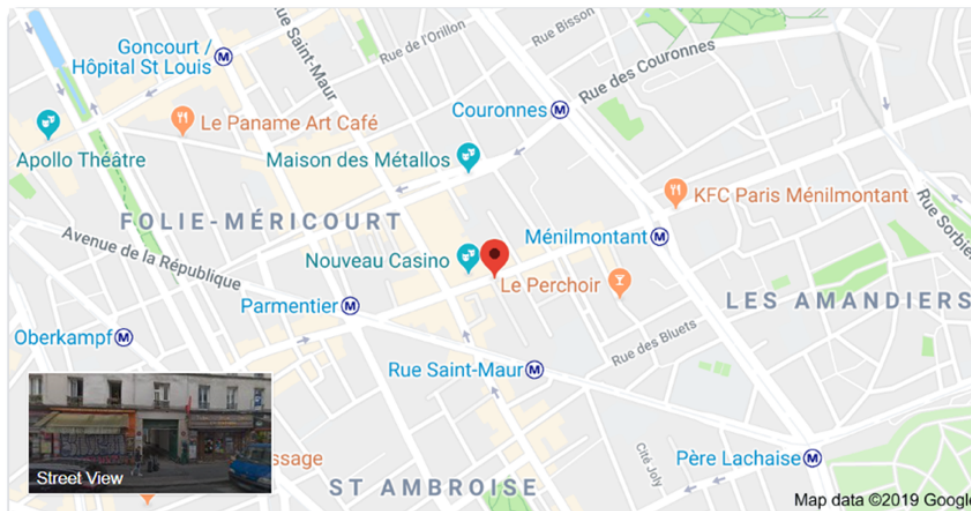 Goncourt /
Hôpital St Louis
M
Rue Saint-Maur
Rue de l'Orillon
Rue Bisson
Rue des Couronnes
Couronnes
M
Le Paname Art Café
Apollo Théâtre
Maison des Métallos
KFC Paris Ménilmontant
Rue Sorbier
FOLIE-MÉRICOURT
Avenue de la République
Ménilmontant
M
Nouveau Casino
Le Perchoir
LES AMANDIERS
Parmentier
M
Oberkampf
M
Rue des Bluets
Rue Saint-Maur
M
Street View
ssage
Cité Joly
Père Lachaise
M
ST AMBROISE
Map data ©2019 Google